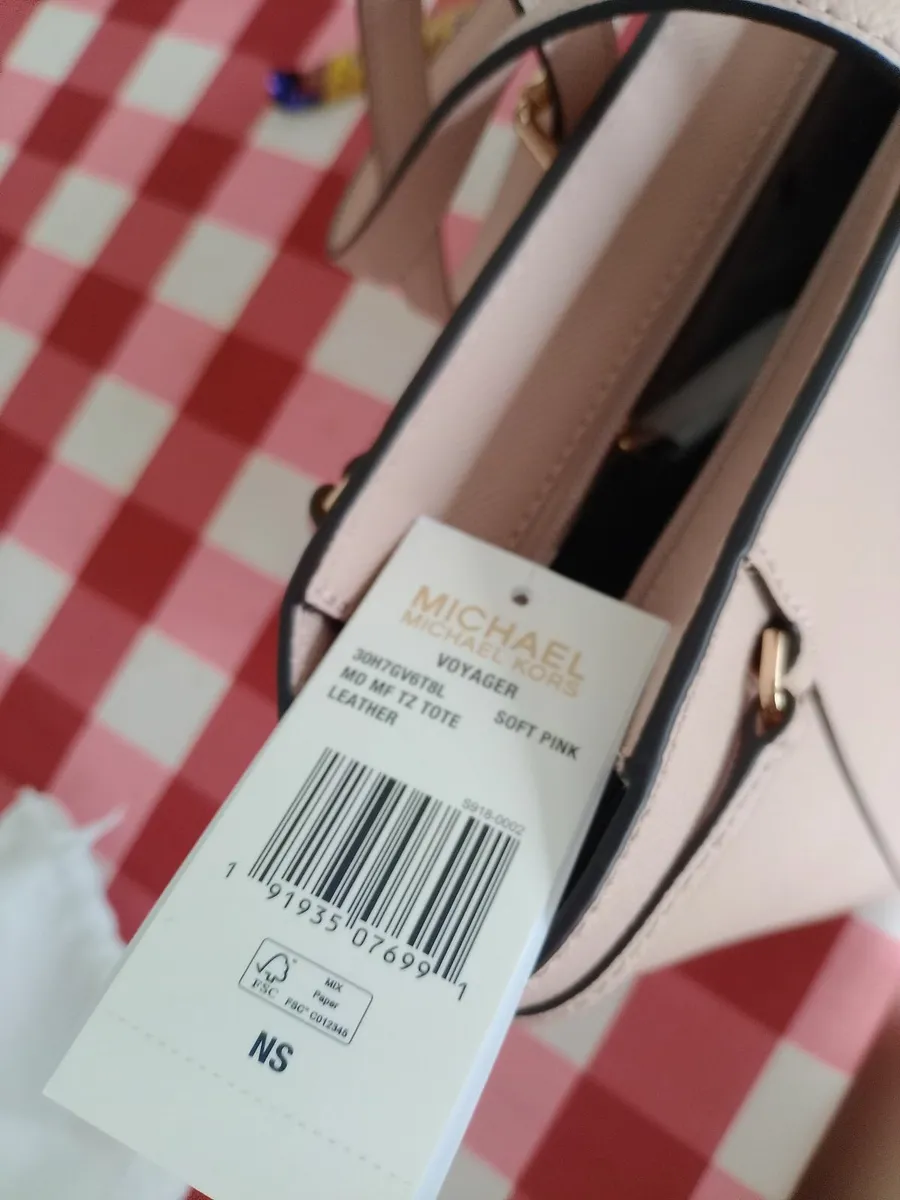 MICHAEL
MICHAEL KORS
VOYAGER
30H7GV6T8L
MD MF TZ TOTE SOFT PINK
LEATHER
S918-0002
1 91935 07699 1
FSC
MIX
Paper
FSC® C012345
NS